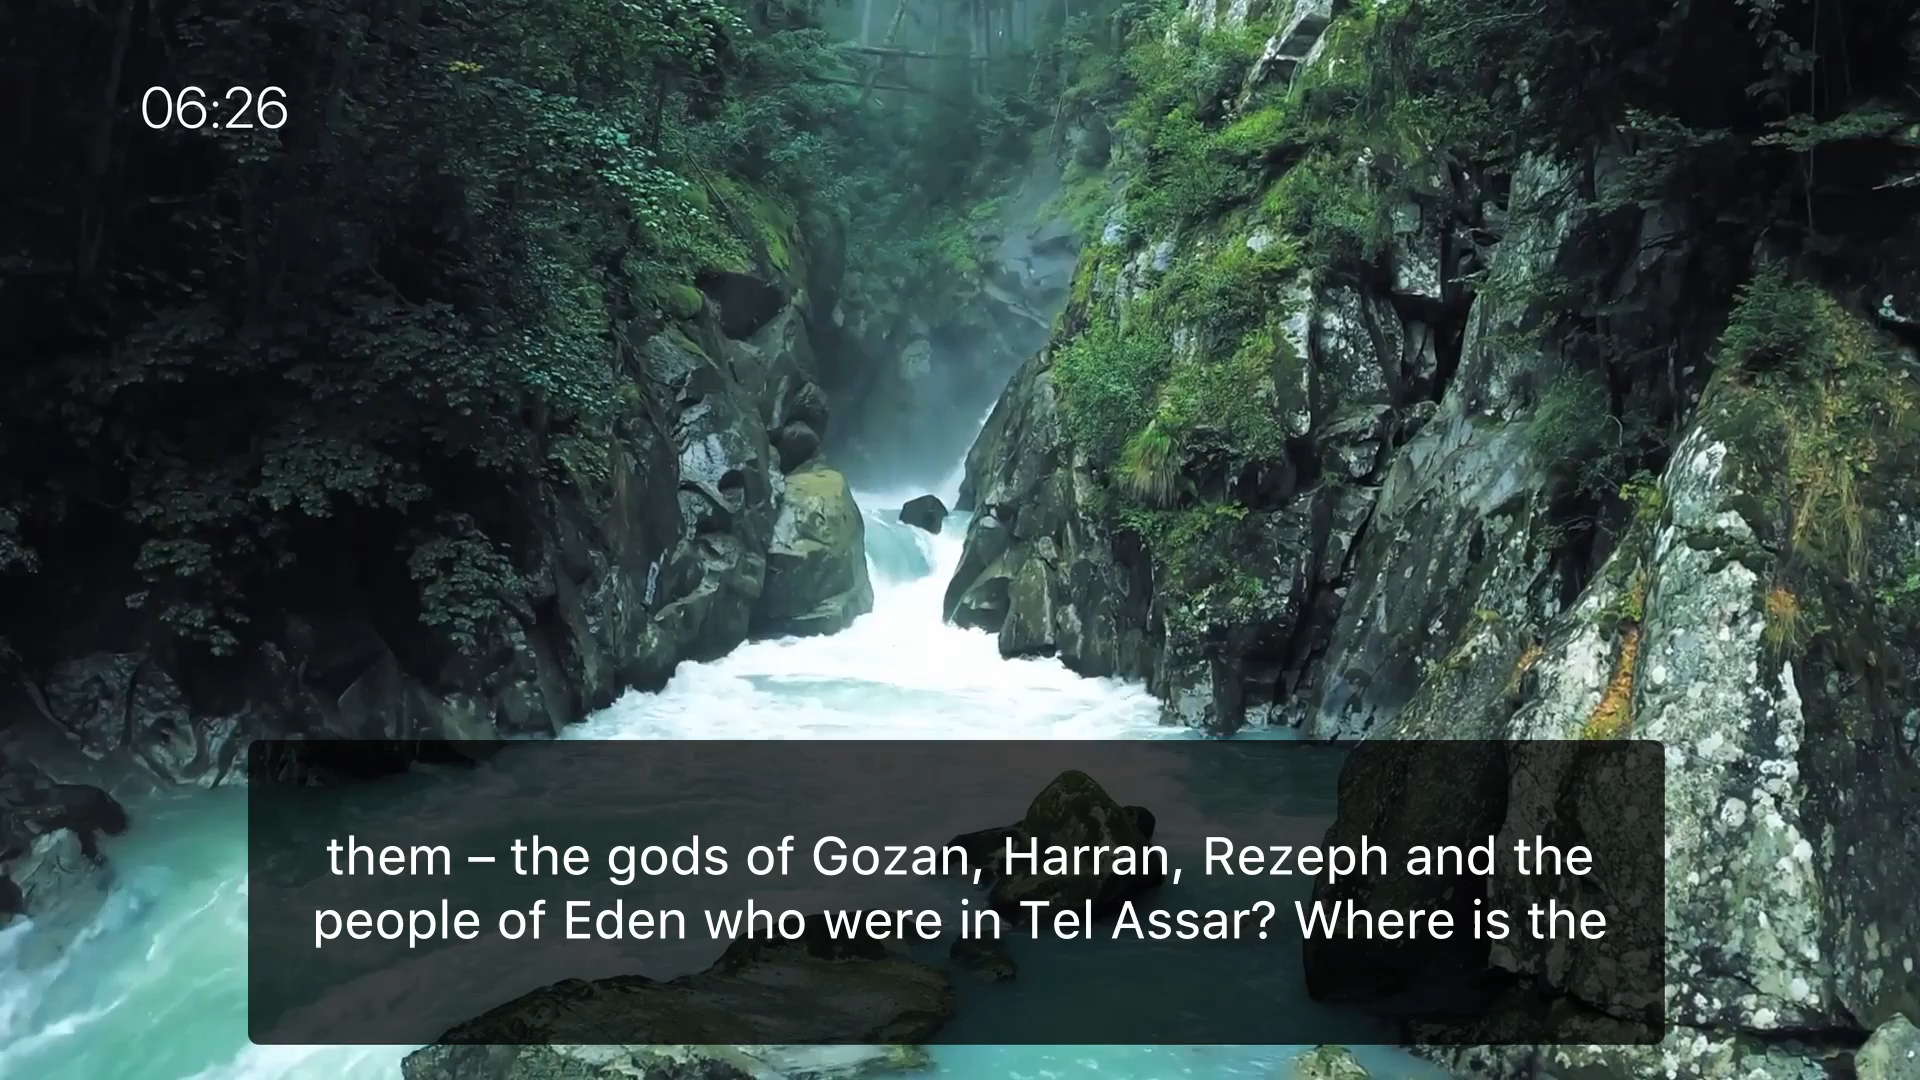 06:26
them – the gods of Gozan, Harran, Rezeph and the
people of Eden who were in Tel Assar? Where is the